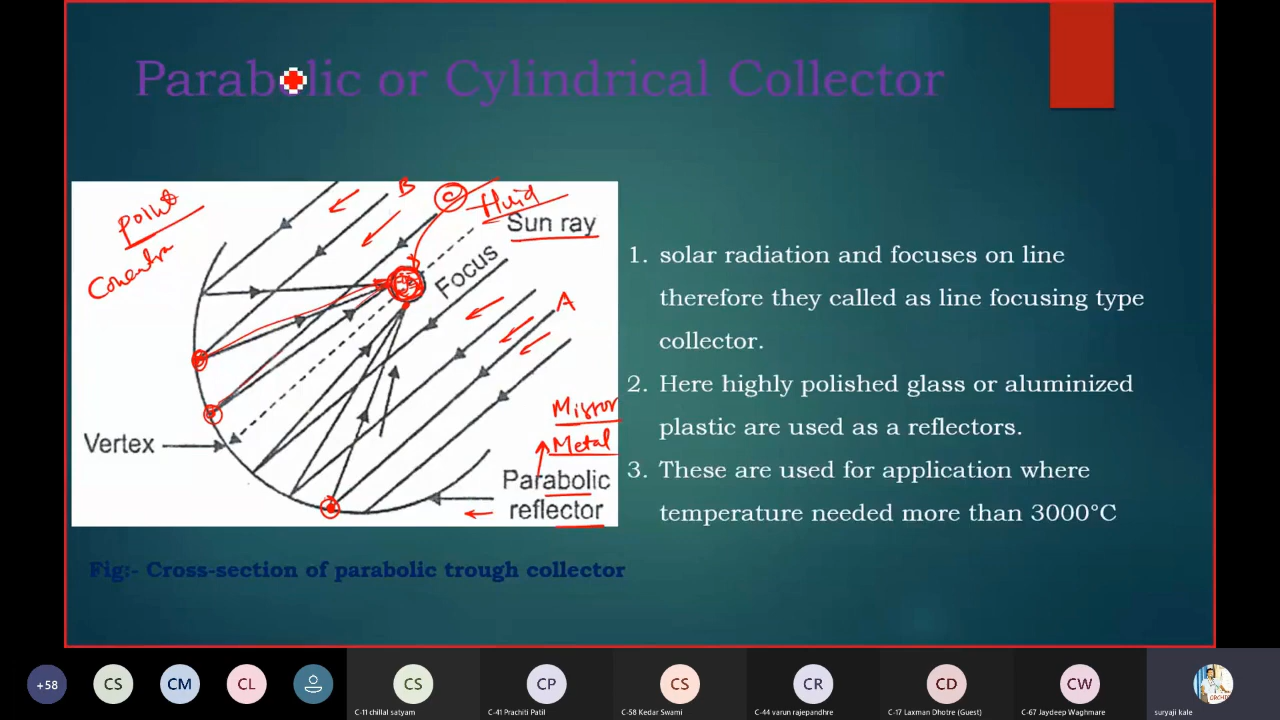 Parabolic or Cylindrical Collector
Point
B
Fluid
Sun ray
Focus
A
Mirror
Metal
Vertex
Parabolic
reflector
Fig:- Cross-section of parabolic trough collector
1. solar radiation and focuses on line
therefore they called as line focusing type
collector.
2. Here highly polished glass or aluminized
plastic are used as a reflectors.
3. These are used for application where
temperature needed more than 3000°C
+58
CS
CM
CL
CS
CP
CS
CR
CD
CW
C-11 chillal satyam
C-41 Prachiti Patil
C-58 Kedar Swami
C-44 varun rajepandhre
C-17 Laxman Dhotre (Guest)
C-67 Jaydeep Waghmare
suryaji kale